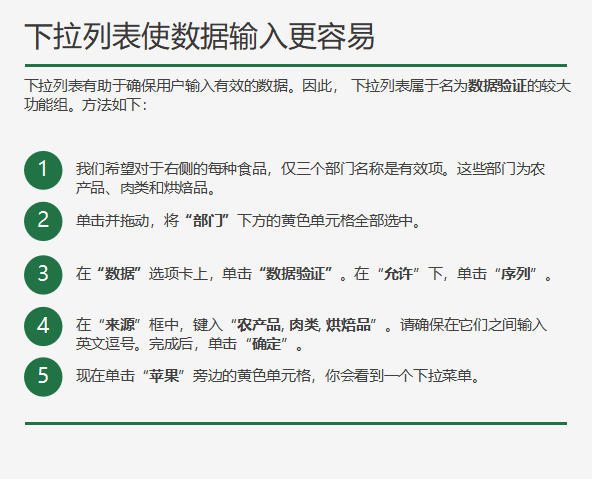 下拉列表使数据输入更容易
下拉列表有助于确保用户输入有效的数据。因此， 下拉列表属于名为数据验证的较大
功能组。方法如下：
1
我们希望对于右侧的每种食品，仅三个部门名称是有效项。这些部门为农
产品、肉类和烘焙品。
2
单击并拖动，将“部门”下方的黄色单元格全部选中。
3
在“数据”选项卡上，单击“数据验证”。在“允许”下，单击“序列”。
4
在“来源”框中，键入“农产品, 肉类, 烘焙品”。请确保在它们之间输入
英文逗号。完成后，单击“确定”。
5
现在单击“苹果”旁边的黄色单元格，你会看到一个下拉菜单。